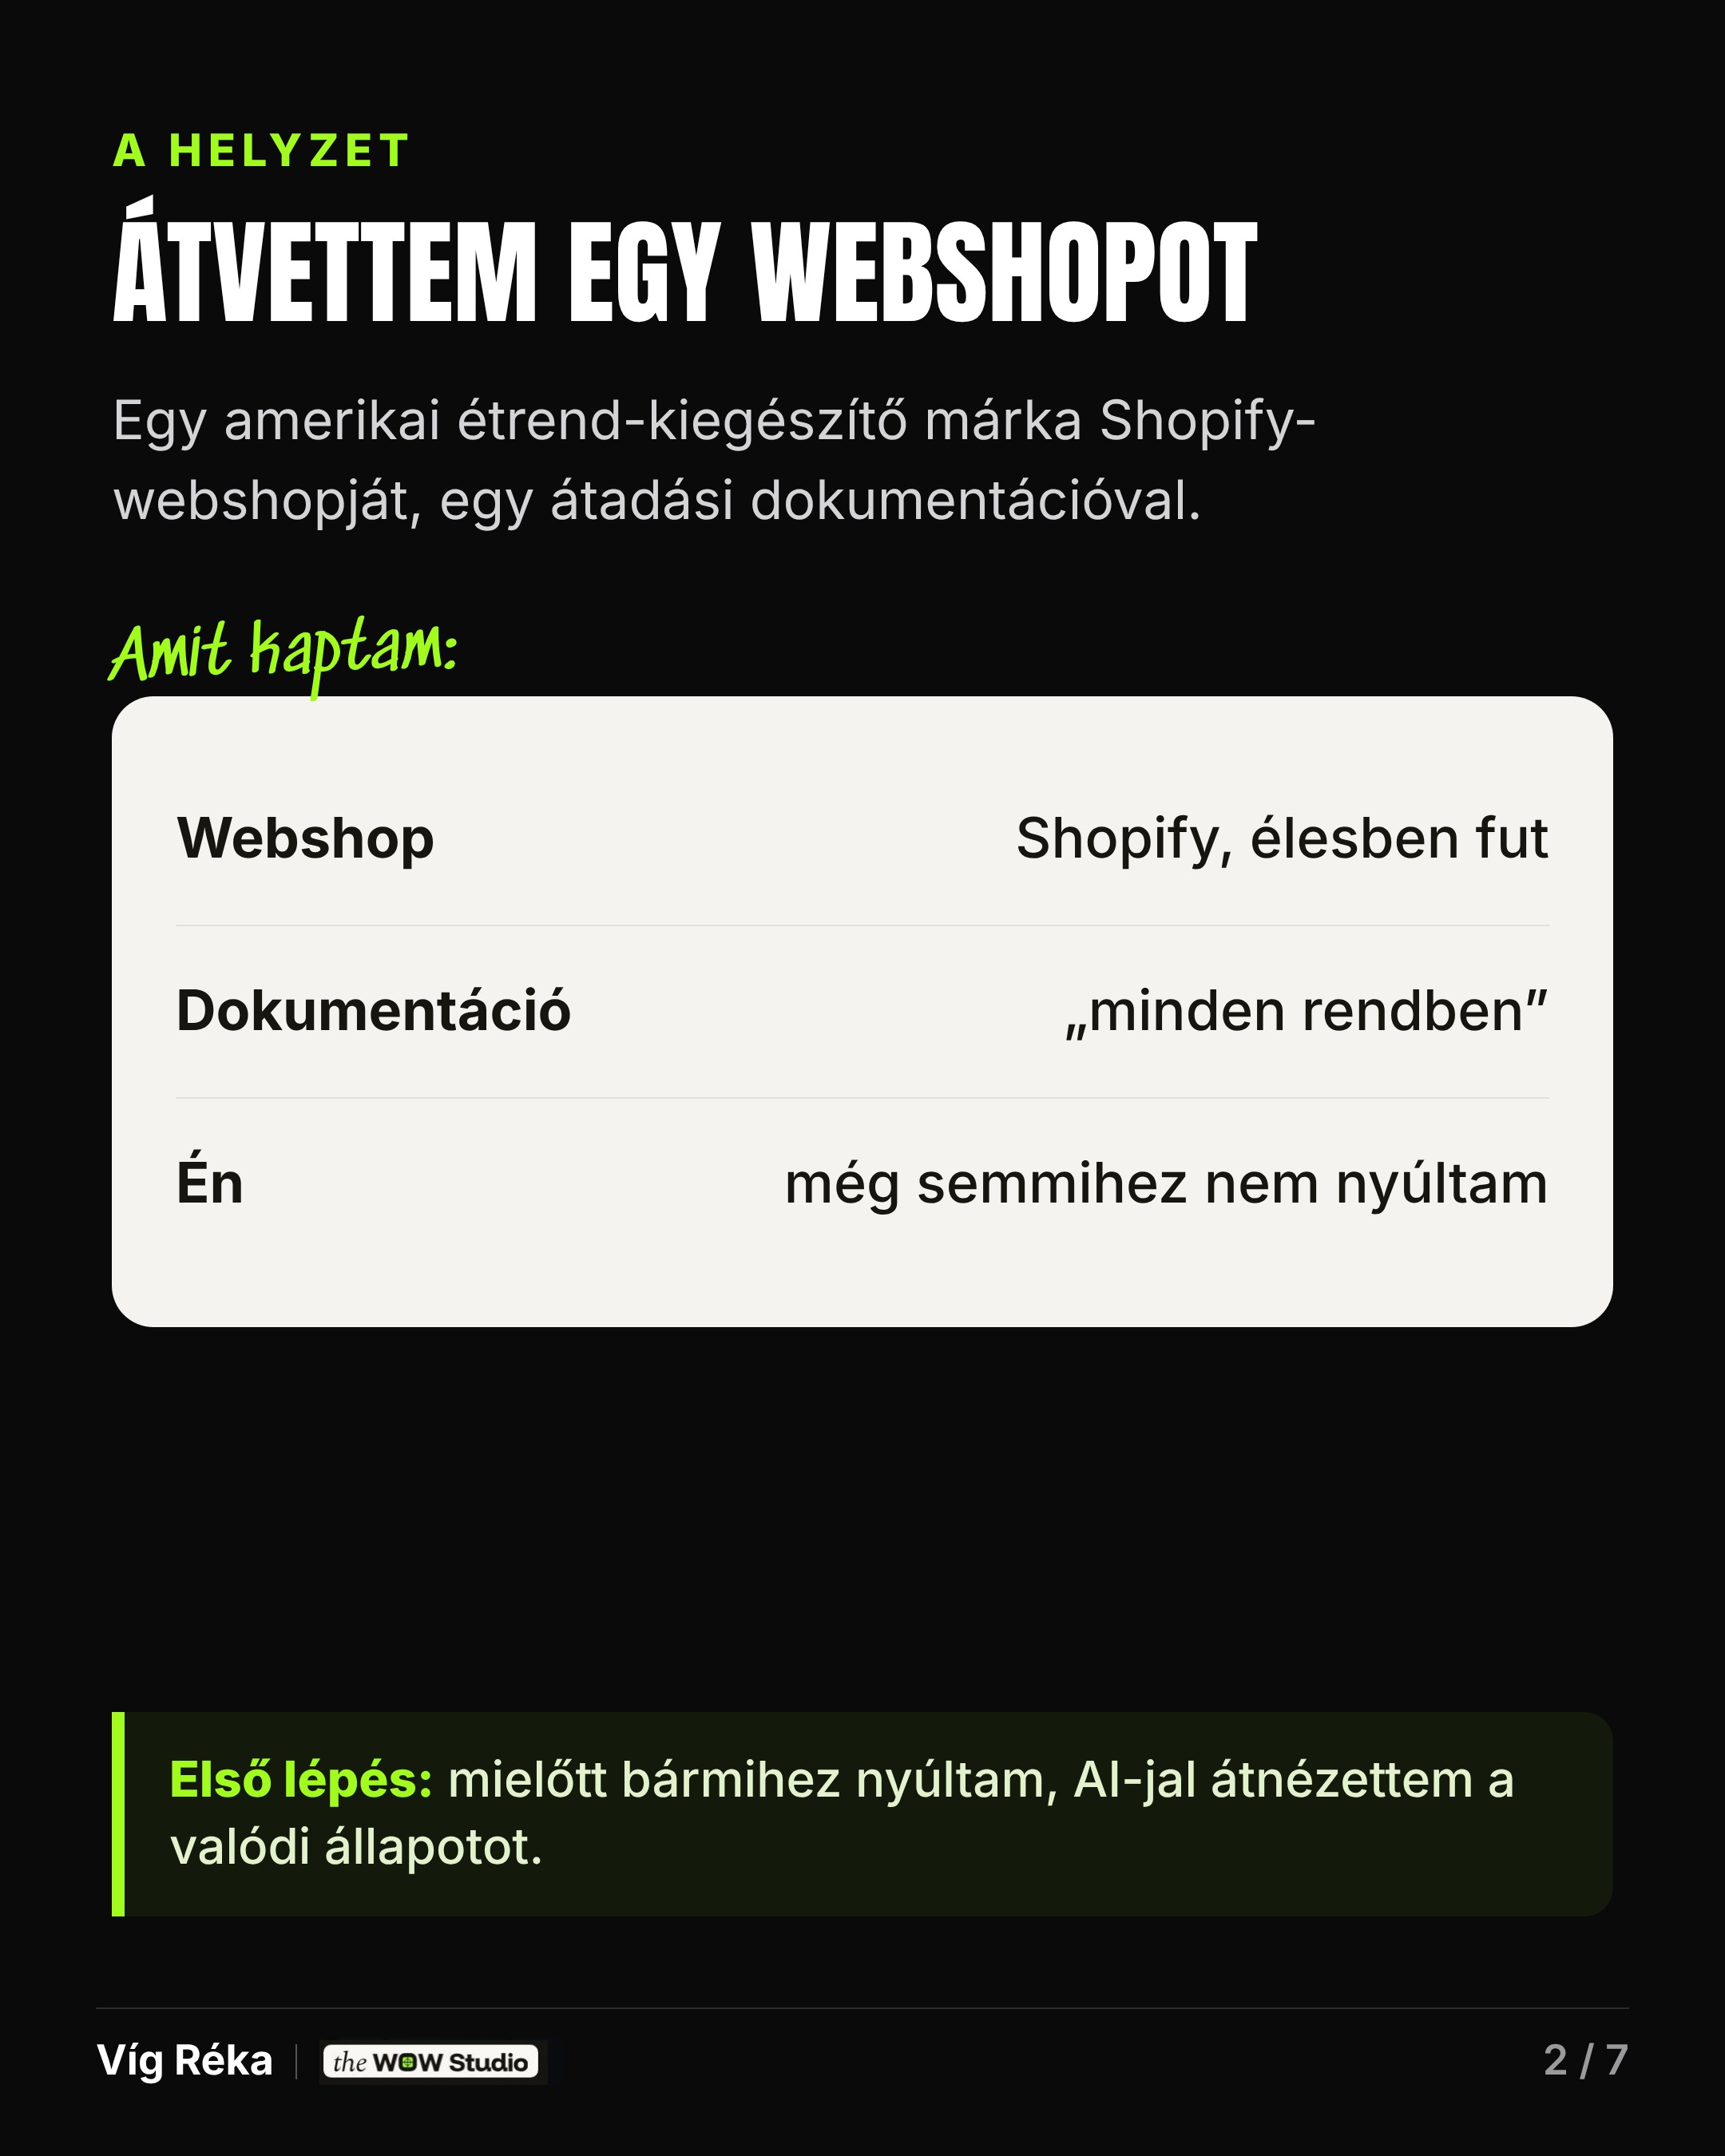 A HELYZET
ÁTVETTEM EGY WEBSHOPOT
Egy amerikai étrend-kiegészítő márka Shopify-
webshopját, egy átadási dokumentációval.
Amit kaptam:
Webshop Shopify, élesben fut
Dokumentáció „minden rendben”
Én még semmihez nem nyúltam
Első lépés: mielőtt bármihez nyúltam, AI-jal átnézettem a
valódi állapotot.
Víg Réka the WOW Studio 2 / 7